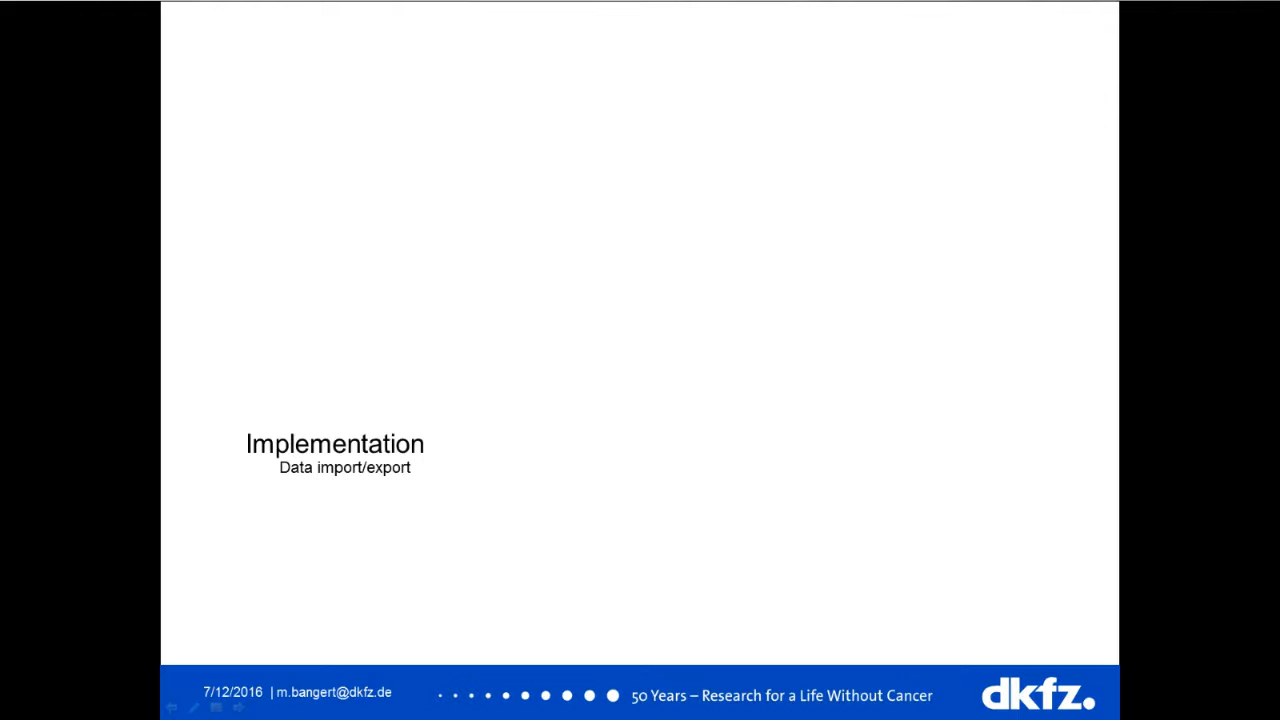 Implementation
Data import/export
7/12/2016 | m.bangert@dkfz.de
50 Years – Research for a Life Without Cancer
dkfz.